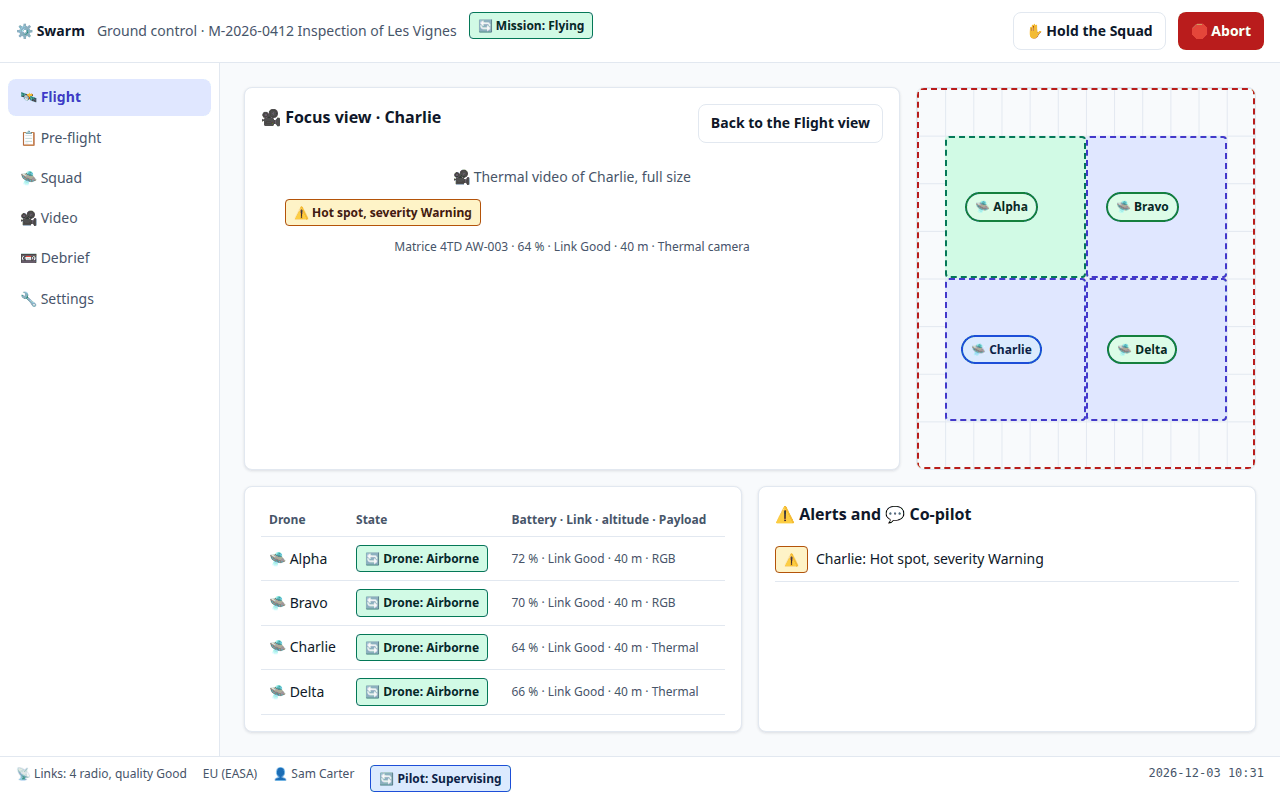 Swarm Ground control · M-2026-0412 Inspection of Les Vignes Mission: Flying Hold the Squad Abort
Flight
Pre-flight
Squad
Video
Debrief
Settings
Focus view · Charlie
Back to the Flight view
Thermal video of Charlie, full size
Hot spot, severity Warning
Matrice 4TD AW-003 · 64 % · Link Good · 40 m · Thermal camera
Alpha
Bravo
Charlie
Delta
Drone State Battery · Link · altitude · Payload
Alpha Drone: Airborne 72 % · Link Good · 40 m · RGB
Bravo Drone: Airborne 70 % · Link Good · 40 m · RGB
Charlie Drone: Airborne 64 % · Link Good · 40 m · Thermal
Delta Drone: Airborne 66 % · Link Good · 40 m · Thermal
Alerts and Co-pilot
Charlie: Hot spot, severity Warning
Links: 4 radio, quality Good EU (EASA) Sam Carter Pilot: Supervising 2026-12-03 10:31